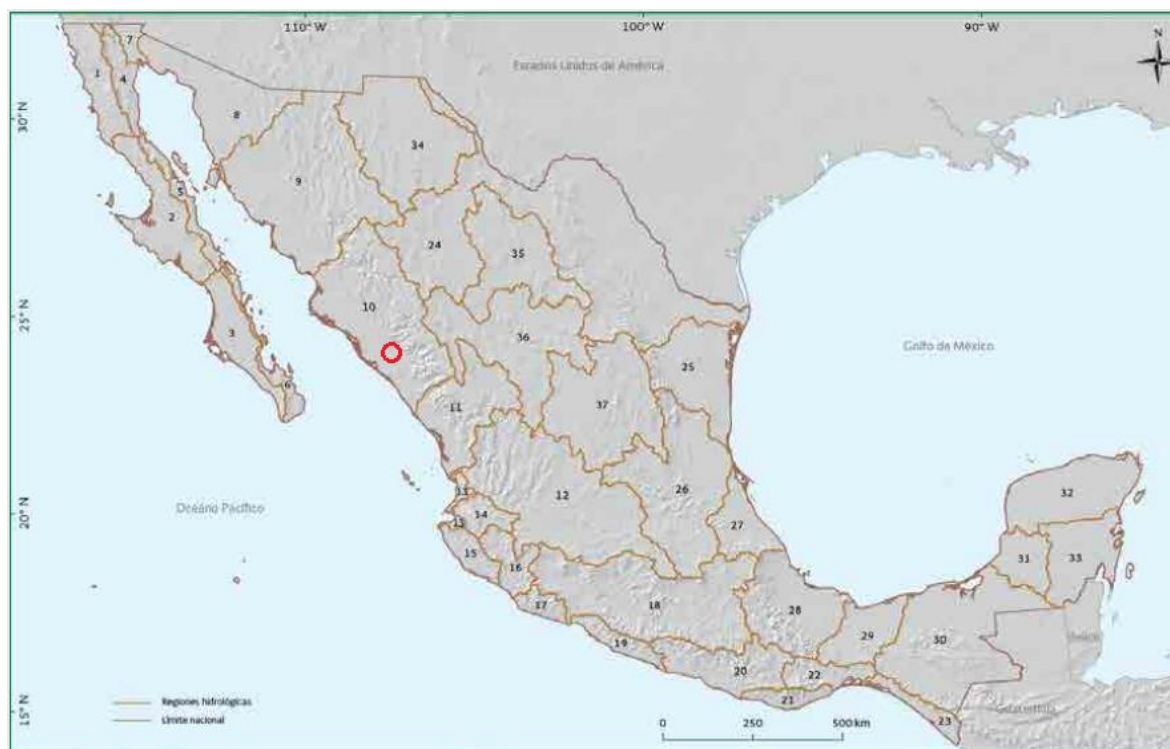 110° W
100° W
90° W
N
7
Estados Unidos de América
1
4
30° N
8
34
9
5
2
24
35
25° N
10
36
3
Golfo de México
25
6
11
37
32
26
12
13
20° N
Océano Pacífico
14
27
13
15
31
33
16
17
18
28
29
30
Belice
19
20
22
21
Guatemala
23
15° N
Regiones hidrológicas
Límite nacional
0 250 500 km